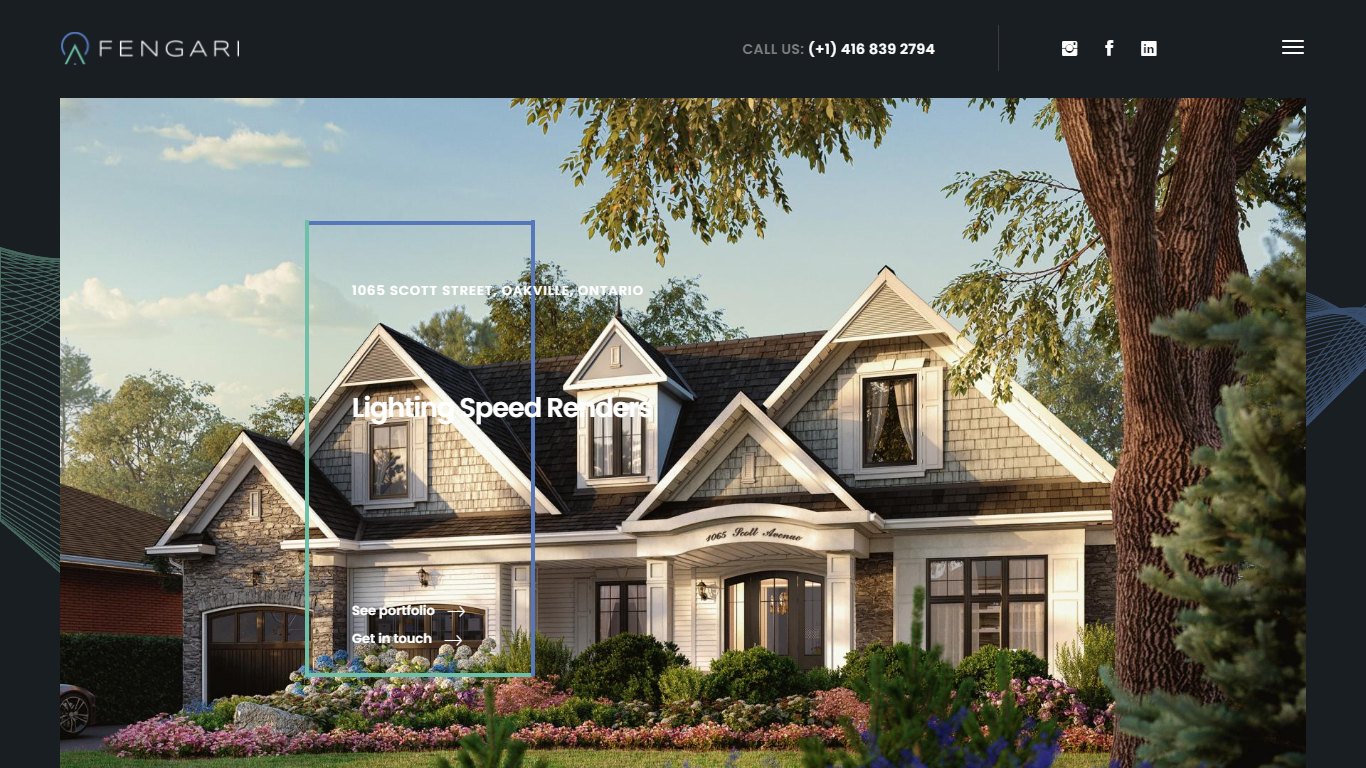 FENGARI
CALL US: (+1) 416 839 2794
1065 SCOTT STREET, OAKVILLE, ONTARIO
Lighting Speed Renders
1065 Scott Avenue
See portfolio
Get in touch